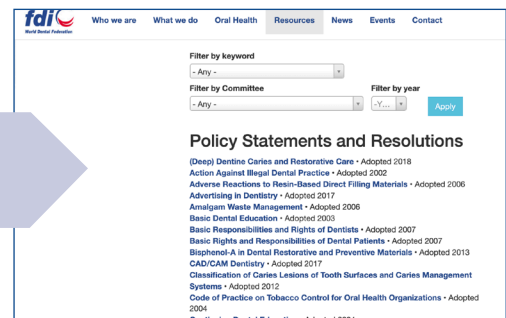 fdi
World Dental Federation
Who we are What we do Oral Health Resources News Events Contact
Filter by keyword
- Any -
Filter by Committee Filter by year
- Any - -Y... Apply
Policy Statements and Resolutions
(Deep) Dentine Caries and Restorative Care • Adopted 2018
Action Against Illegal Dental Practice • Adopted 2002
Adverse Reactions to Resin-Based Direct Filling Materials • Adopted 2006
Advertising in Dentistry • Adopted 2017
Amalgam Waste Management • Adopted 2006
Basic Dental Education • Adopted 2003
Basic Responsibilities and Rights of Dentists • Adopted 2007
Basic Rights and Responsibilities of Dental Patients • Adopted 2007
Bisphenol-A in Dental Restorative and Preventive Materials • Adopted 2013
CAD/CAM Dentistry • Adopted 2017
Classification of Caries Lesions of Tooth Surfaces and Caries Management
Systems • Adopted 2012
Code of Practice on Tobacco Control for Oral Health Organizations • Adopted
2004